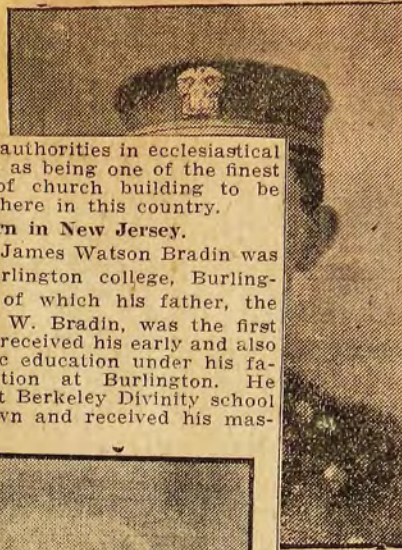 authorities in ecclesiastical
as being one of the finest
of church building to be
here in this country.
rn in New Jersey.
James Watson Bradin was
rlington college, Burling-
of which his father, the
W. Bradin, was the first
received his early and also
c education under his fa-
tion at Burlington. He
t Berkeley Divinity school
wn and received his mas-